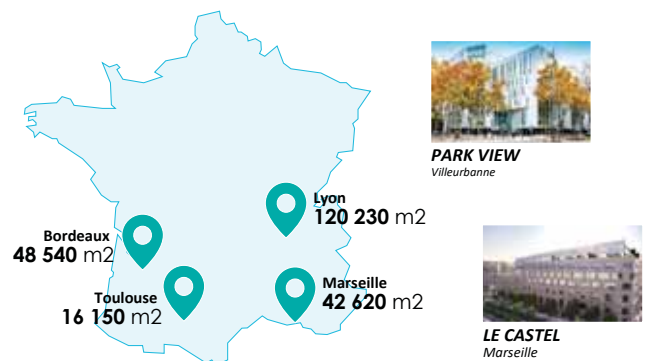 Lyon
120 230 m2
Bordeaux
48 540 m2
Toulouse
16 150 m2
Marseille
42 620 m2
PARK VIEW
Villeurbanne
LE CASTEL
Marseille